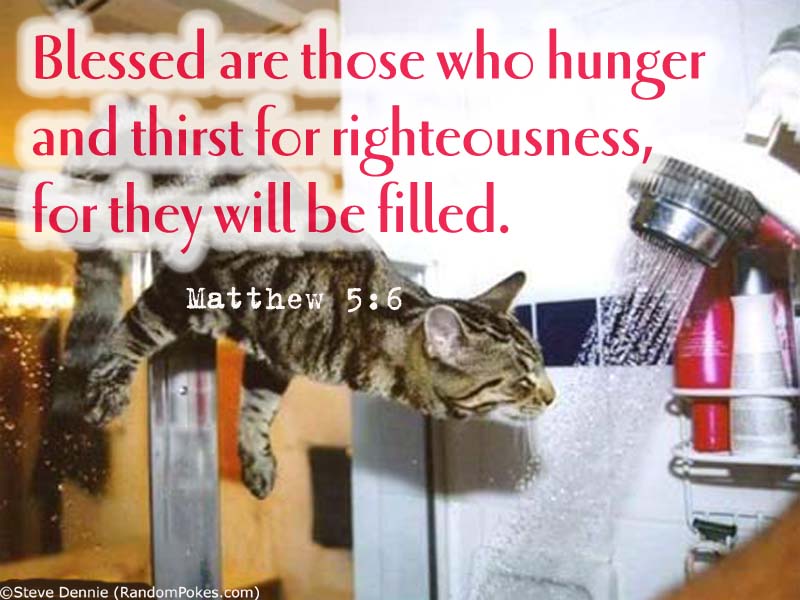 Blessed are those who hunger
and thirst for righteousness,
for they will be filled.
Matthew 5:6
©Steve Dennie (RandomPokes.com)